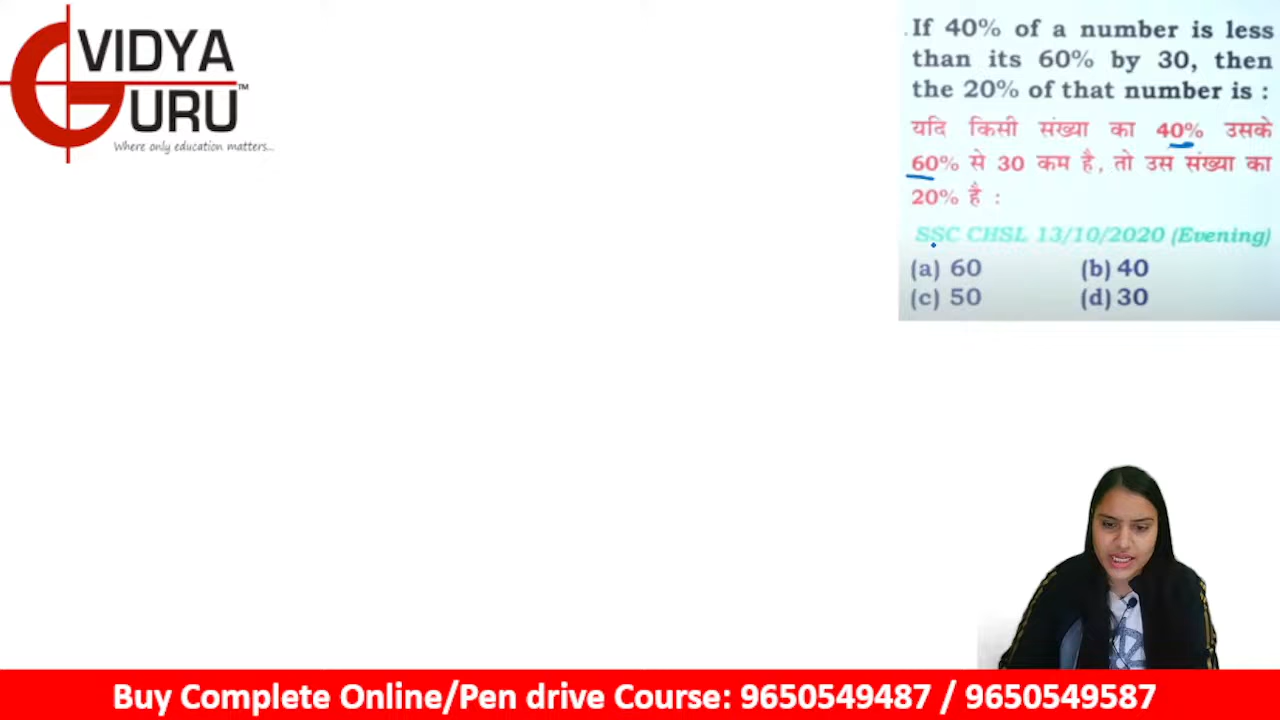 VIDYA
GURU™
Where only education matters...
If 40% of a number is less
than its 60% by 30, then
the 20% of that number is :
यदि किसी संख्या का 40% उसके
60% से 30 कम है, तो उस संख्या का
20% है :
SSC CHSL 13/10/2020 (Evening)
(a) 60 (b) 40
(c) 50 (d) 30
Buy Complete Online/Pen drive Course: 9650549487 / 9650549587